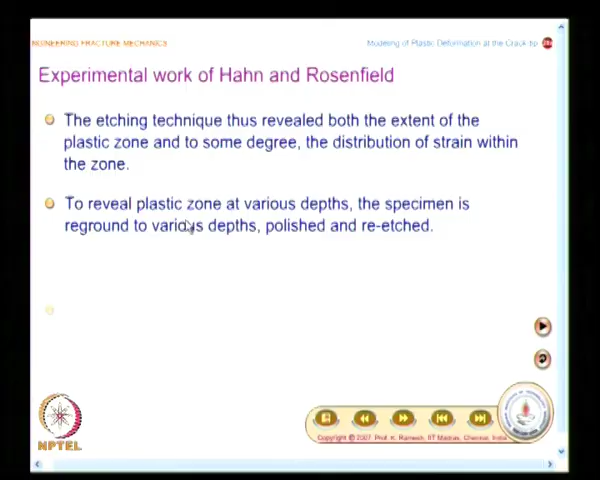 ENGINEERING FRACTURE MECHANICS
Modeling of Plastic Deformation at the Crack-tip
Experimental work of Hahn and Rosenfield
The etching technique thus revealed both the extent of the
plastic zone and to some degree, the distribution of strain within
the zone.
To reveal plastic zone at various depths, the specimen is
reground to various depths, polished and re-etched.
NPTEL
Copyright © 2007, Prof. K. Ramesh, IIT Madras, Chennai, India